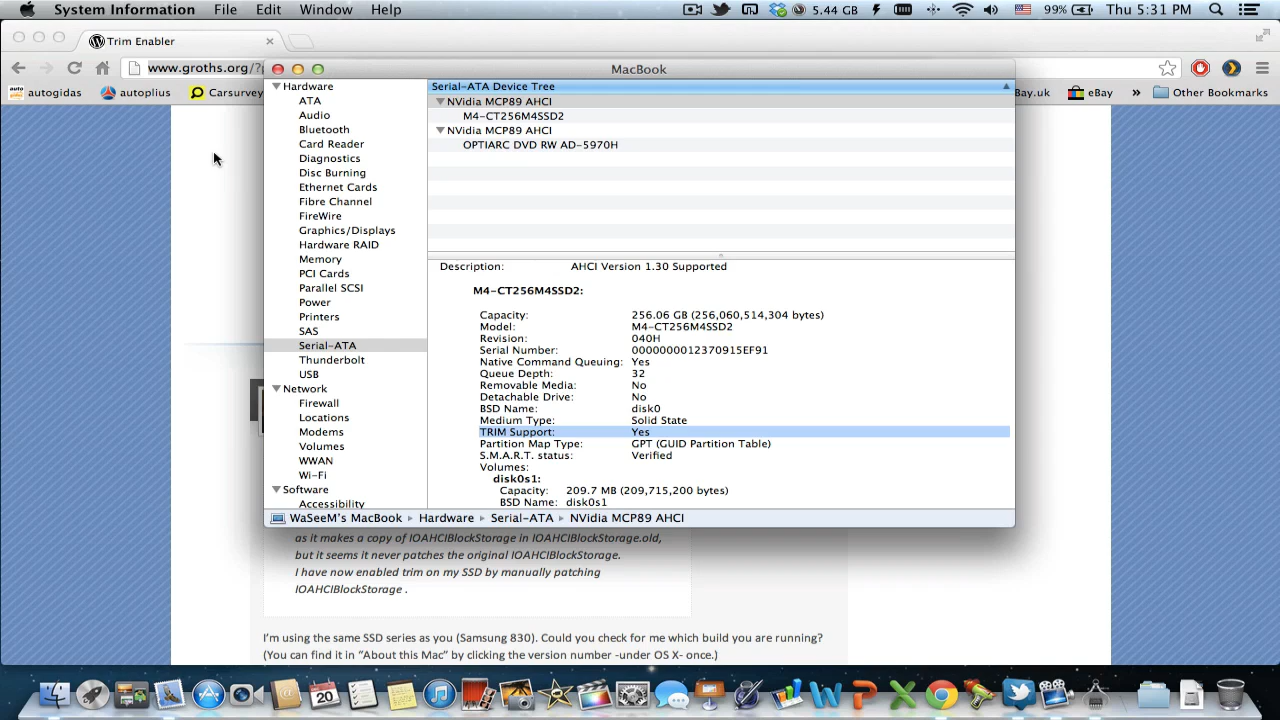 System Information File Edit Window Help 5.44 GB 99% Thu 5:31 PM
Trim Enabler
www.groths.org/?
autogidas autoplius Carsurvey Bay.uk eBay » Other Bookmarks
MacBook
Hardware
ATA
Audio
Bluetooth
Card Reader
Diagnostics
Disc Burning
Ethernet Cards
Fibre Channel
FireWire
Graphics/Displays
Hardware RAID
Memory
PCI Cards
Parallel SCSI
Power
Printers
SAS
Serial-ATA
Thunderbolt
USB
Network
Firewall
Locations
Modems
Volumes
WWAN
Wi-Fi
Software
Accessibility
Serial-ATA Device Tree
NVidia MCP89 AHCI
M4-CT256M4SSD2
NVidia MCP89 AHCI
OPTIARC DVD RW AD-5970H
Description: AHCI Version 1.30 Supported
M4-CT256M4SSD2:
Capacity: 256.06 GB (256,060,514,304 bytes)
Model: M4-CT256M4SSD2
Revision: 040H
Serial Number: 0000000012370915EF91
Native Command Queuing: Yes
Queue Depth: 32
Removable Media: No
Detachable Drive: No
BSD Name: disk0
Medium Type: Solid State
TRIM Support: Yes
Partition Map Type: GPT (GUID Partition Table)
S.M.A.R.T. status: Verified
Volumes:
disk0s1:
Capacity: 209.7 MB (209,715,200 bytes)
BSD Name: disk0s1
WaSeeM's MacBook ▸ Hardware ▸ Serial-ATA ▸ NVidia MCP89 AHCI
as it makes a copy of IOAHCIBlockStorage in IOAHCIBlockStorage.old,
but it seems it never patches the original IOAHCIBlockStorage.
I have now enabled trim on my SSD by manually patching
IOAHCIBlockStorage .
I'm using the same SSD series as you (Samsung 830). Could you check for me which build you are running?
(You can find it in "About this Mac" by clicking the version number -under OS X- once.)
20